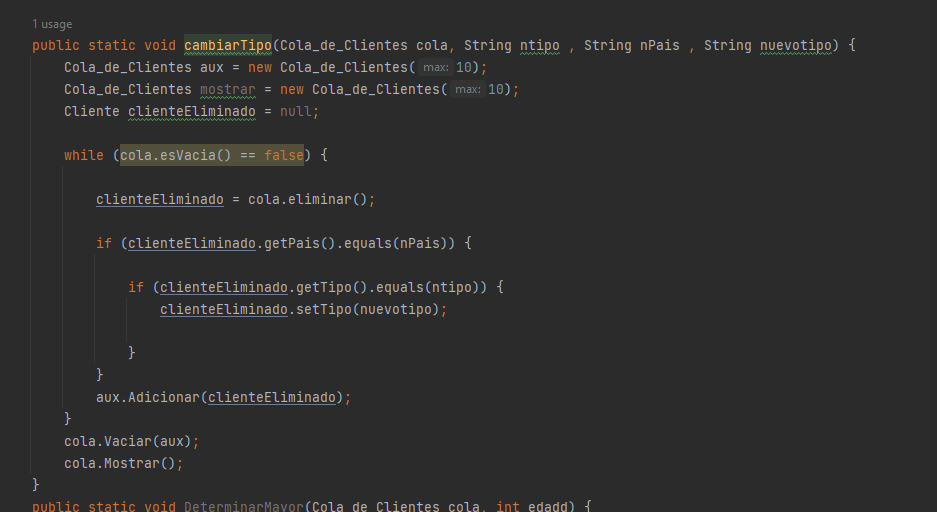 1 usage
public static void cambiarTipo(Cola_de_Clientes cola, String ntipo , String nPais , String nuevotipo) {
Cola_de_Clientes aux = new Cola_de_Clientes( max: 10);
Cola_de_Clientes mostrar = new Cola_de_Clientes( max: 10);
Cliente clienteEliminado = null;
while (cola.esVacia() == false) {
clienteEliminado = cola.eliminar();
if (clienteEliminado.getPais().equals(nPais)) {
if (clienteEliminado.getTipo().equals(ntipo)) {
clienteEliminado.setTipo(nuevotipo);
}
}
aux.Adicionar(clienteEliminado);
}
cola.Vaciar(aux);
cola.Mostrar();
}
public static void DeterminarMayor(Cola_de_Clientes cola, int edadd) {